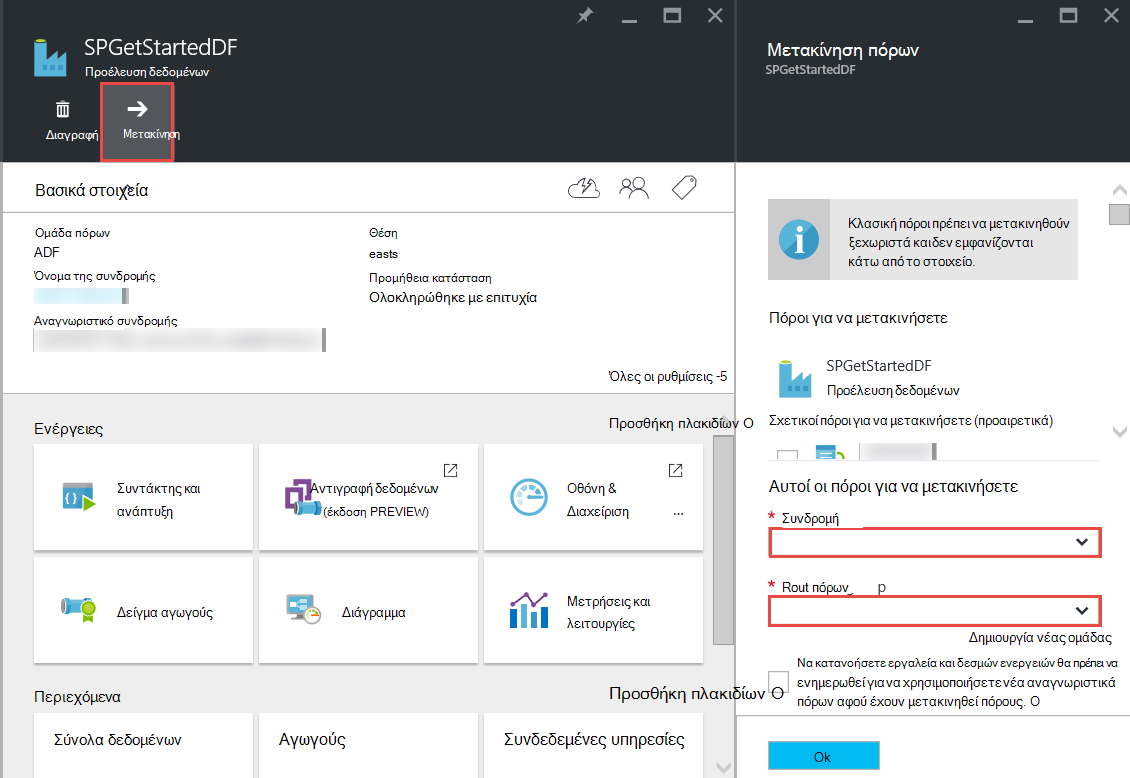 SPGetStartedDF
Προέλευση δεδομένων
Διαγραφή
Μετακίνηση
Βασικά στοιχεία
Ομάδα πόρων
ADF
Όνομα της συνδρομής
Αναγνωριστικό συνδρομής
Θέση
easts
Προμήθεια κατάσταση
Ολοκληρώθηκε με επιτυχία
Όλες οι ρυθμίσεις -5
Ενέργειες
Προσθήκη πλακιδίων O
Συντάκτης και
ανάπτυξη
Αντιγραφή δεδομένων
(έκδοση PREVIEW)
Οθόνη &
Διαχείριση
...
Δείγμα αγωγούς
Διάγραμμα
Μετρήσεις και
λειτουργίες
Περιεχόμενα
Προσθήκη πλακιδίων O
Σύνολα δεδομένων
Αγωγούς
Συνδεδεμένες υπηρεσίες
Μετακίνηση πόρων
SPGetStartedDF
Κλασική πόροι πρέπει να μετακινηθούν
ξεχωριστά και δεν εμφανίζονται
κάτω από το στοιχείο.
Πόροι για να μετακινήσετε
SPGetStartedDF
Προέλευση δεδομένων
Σχετικοί πόροι για να μετακινήσετε (προαιρετικά)
Αυτοί οι πόροι για να μετακινήσετε
* Συνδρομή
* Rout πόρων p
Δημιουργία νέας ομάδας
Να κατανοήσετε εργαλεία και δεσμών ενεργειών θα πρέπει να
ενημερωθεί για να χρησιμοποιήσετε νέα αναγνωριστικά
πόρων αφού έχουν μετακινηθεί πόρους. O
Ok